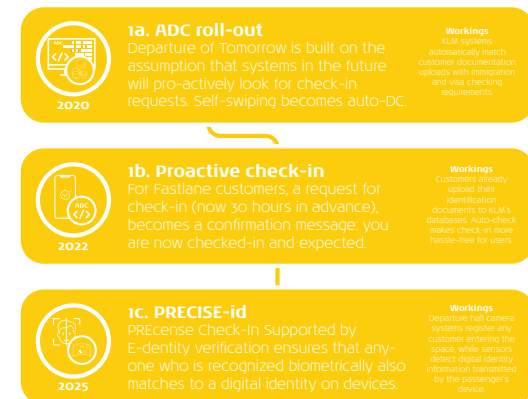 1a. ADC roll-out
Departure of Tomorrow is built on the
assumption that systems in the future
will pro-actively look for check-in
requests. Self-swiping becomes auto-DC.
2020
Workings
KLM systems
automatically match
customer documentation
uploads with immigration
and visa checking
requirements.
1b. Proactive check-in
For Fastlane customers, a request for
check-in (now 30 hours in advance),
becomes a confirmation message: you
are now checked-in and expected.
ADC
</>
2022
Workings
Customers already
upload their
identification
documents to KLM's
databases. Auto-check
makes check-in more
hassle-free for users.
1c. PRECISE-id
PREcense Check-In Supported by
E-dentity verification ensures that any-
one who is recognized biometrically also
matches to a digital identity on devices.
2025
Workings
Departure hall camera
systems register any
customer entering the
space, while sensors
detect digital identity
information transmitted
by the passenger's
device.